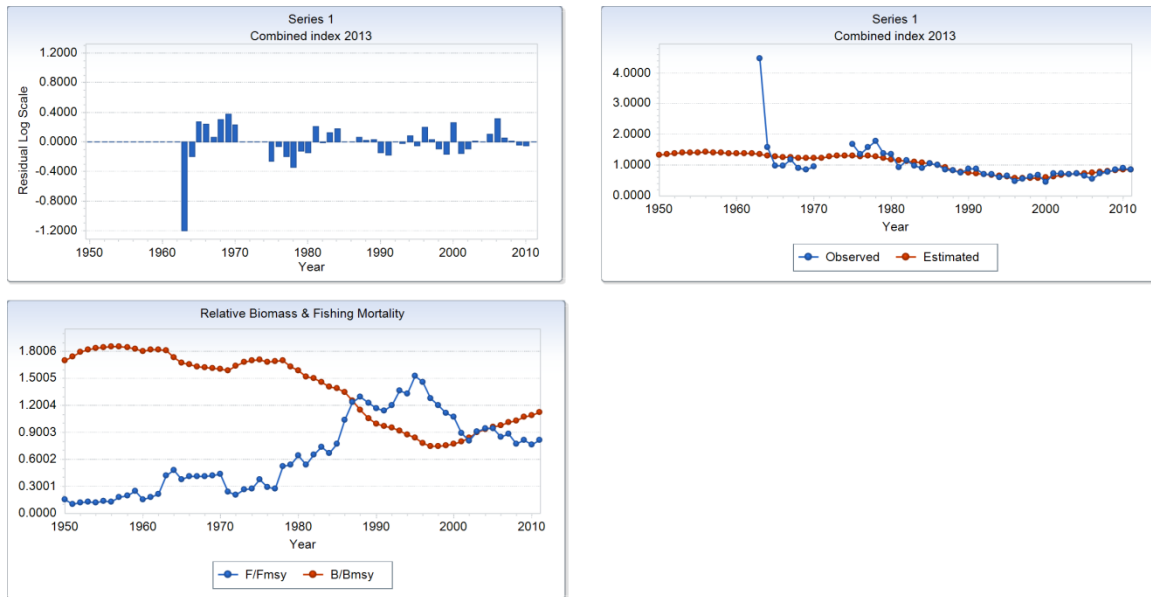 Series 1
Combined index 2013
Residual Log Scale
1.2000
0.8000
0.4000
0.0000
-0.4000
-0.8000
-1.2000
1950 1960 1970 1980 1990 2000 2010
Year
Series 1
Combined index 2013
4.0000
3.0000
2.0000
1.0000
0.0000
1950 1960 1970 1980 1990 2000 2010
Year
Observed Estimated
Relative Biomass & Fishing Mortality
1.8006
1.5005
1.2004
0.9003
0.6002
0.3001
0.0000
1950 1960 1970 1980 1990 2000 2010
Year
F/Fmsy B/Bmsy